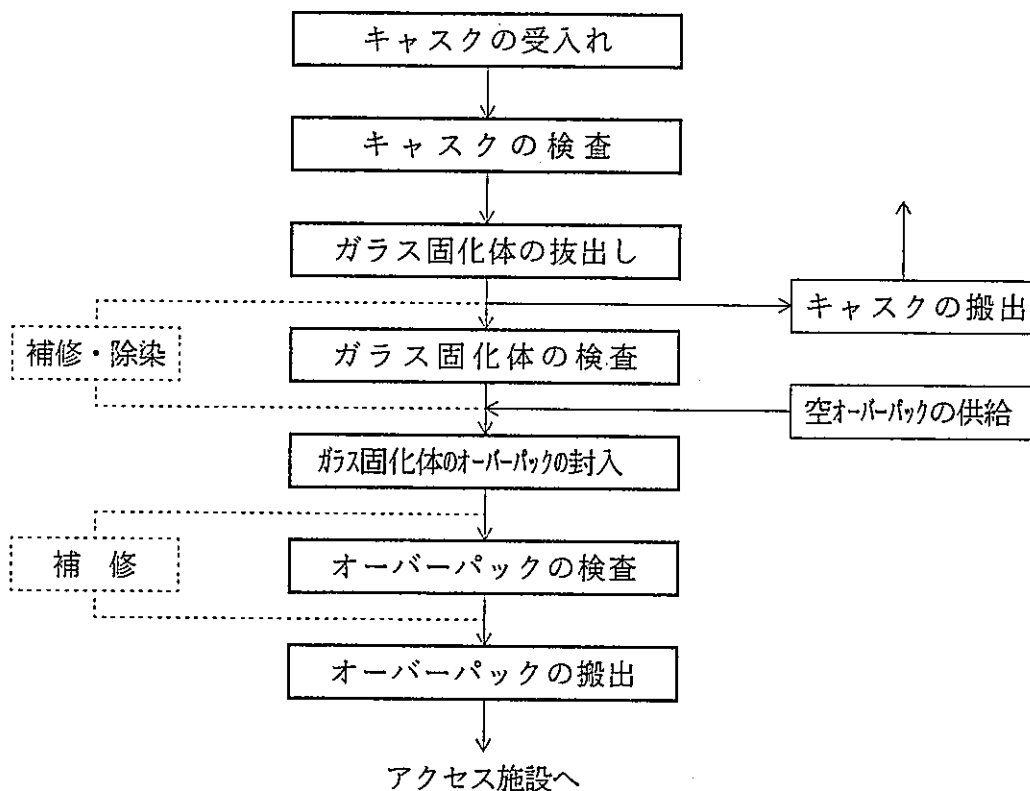 キャスクの受入れ
キャスクの検査
ガラス固化体の抜出し
キャスクの搬出
補修・除染
ガラス固化体の検査
空オーバーパックの供給
ガラス固化体のオーバーパックの封入
補 修
オーバーパックの検査
オーバーパックの搬出
アクセス施設へ